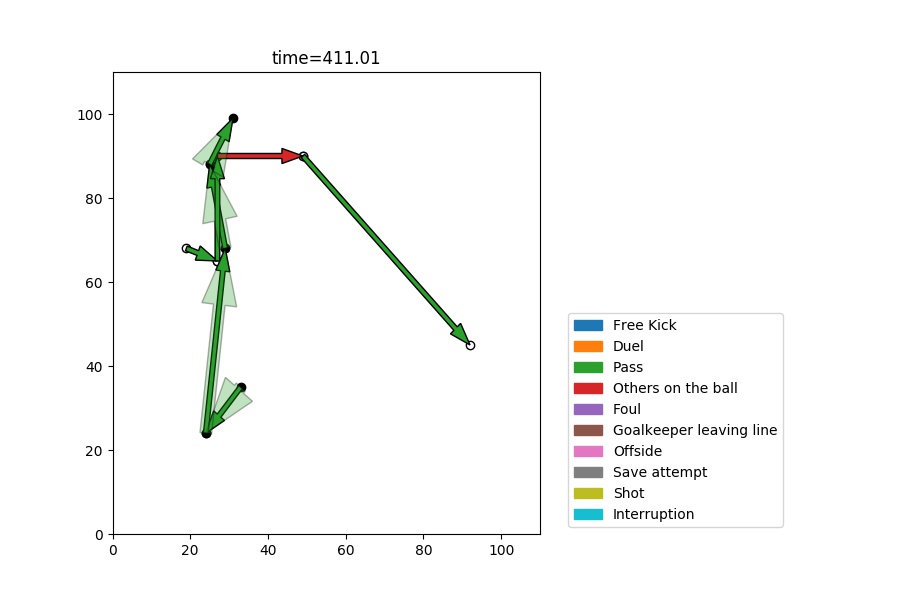 time=411.01
100
80
60
40
20
0
0 20 40 60 80 100
Free Kick
Duel
Pass
Others on the ball
Foul
Goalkeeper leaving line
Offside
Save attempt
Shot
Interruption